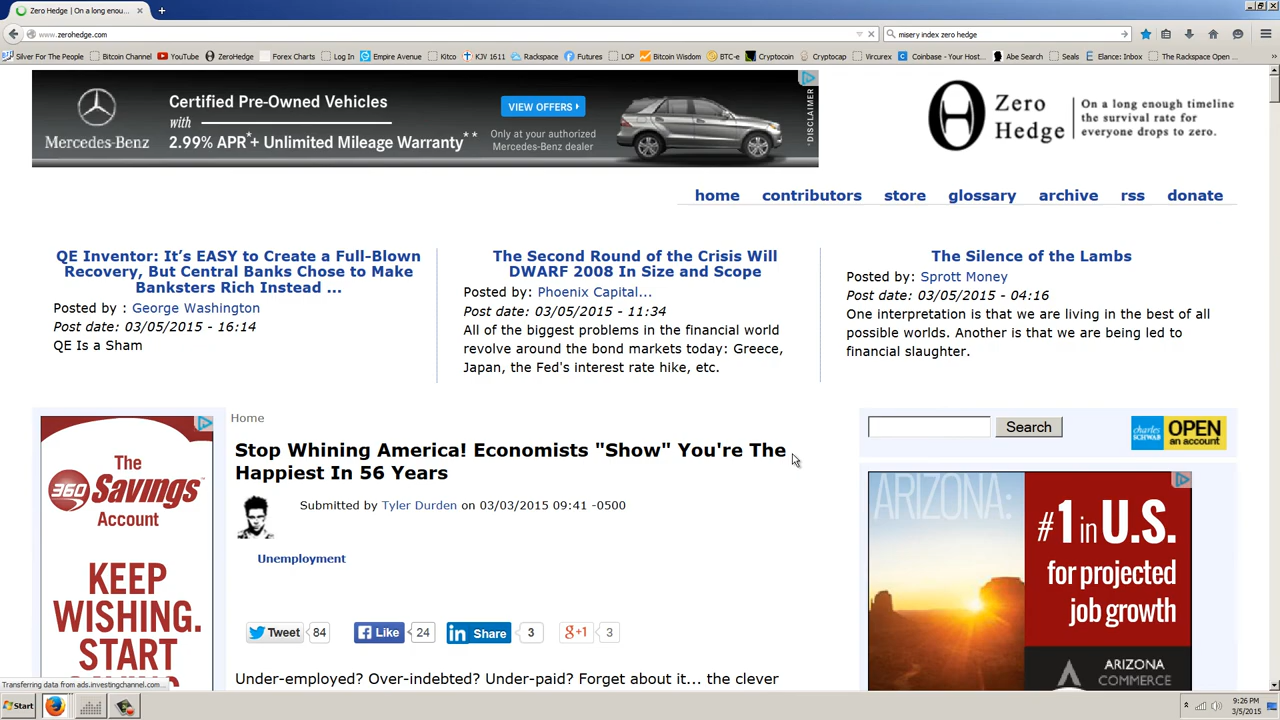 Zero Hedge | On a long enou...
www.zerohedge.com
misery index zero hedge
Silver For The People
Bitcoin Channel
YouTube
ZeroHedge
Forex Charts
Log In
Empire Avenue
Kitco
KJV 1611
Rackspace
Futures
LOP
Bitcoin Wisdom
BTC-e
Cryptocoin
Cryptocap
Vircurex
Coinbase - Your Host...
Abe Search
Seals
Elance: Inbox
The Rackspace Open ...
Mercedes-Benz
Certified Pre-Owned Vehicles
with
2.99% APR*+ Unlimited Mileage Warranty**
VIEW OFFERS
Only at your authorized
Mercedes-Benz dealer
*DISCLAIMER
Zero
Hedge
On a long enough timeline
the survival rate for
everyone drops to zero.
home contributors store glossary archive rss donate
QE Inventor: It's EASY to Create a Full-Blown
Recovery, But Central Banks Chose to Make
Banksters Rich Instead ...
Posted by : George Washington
Post date: 03/05/2015 - 16:14
QE Is a Sham
The Second Round of the Crisis Will
DWARF 2008 In Size and Scope
Posted by: Phoenix Capital...
Post date: 03/05/2015 - 11:34
All of the biggest problems in the financial world
revolve around the bond markets today: Greece,
Japan, the Fed's interest rate hike, etc.
The Silence of the Lambs
Posted by: Sprott Money
Post date: 03/05/2015 - 04:16
One interpretation is that we are living in the best of all
possible worlds. Another is that we are being led to
financial slaughter.
The
360 Savings
Account
KEEP
WISHING.
START
Home
Stop Whining America! Economists "Show" You're The
Happiest In 56 Years
Submitted by Tyler Durden on 03/03/2015 09:41 -0500
Unemployment
Tweet 84
Like 24
in Share 3
g+1 3
Under-employed? Over-indebted? Under-paid? Forget about it... the clever
Search
charles
SCHWAB
OPEN
an account
ARIZONA:
#1 in U.S.
for projected
job growth
ARIZONA
COMMERCE
Transferring data from ads.investingchannel.com...
Start
9:26 PM
3/5/2015